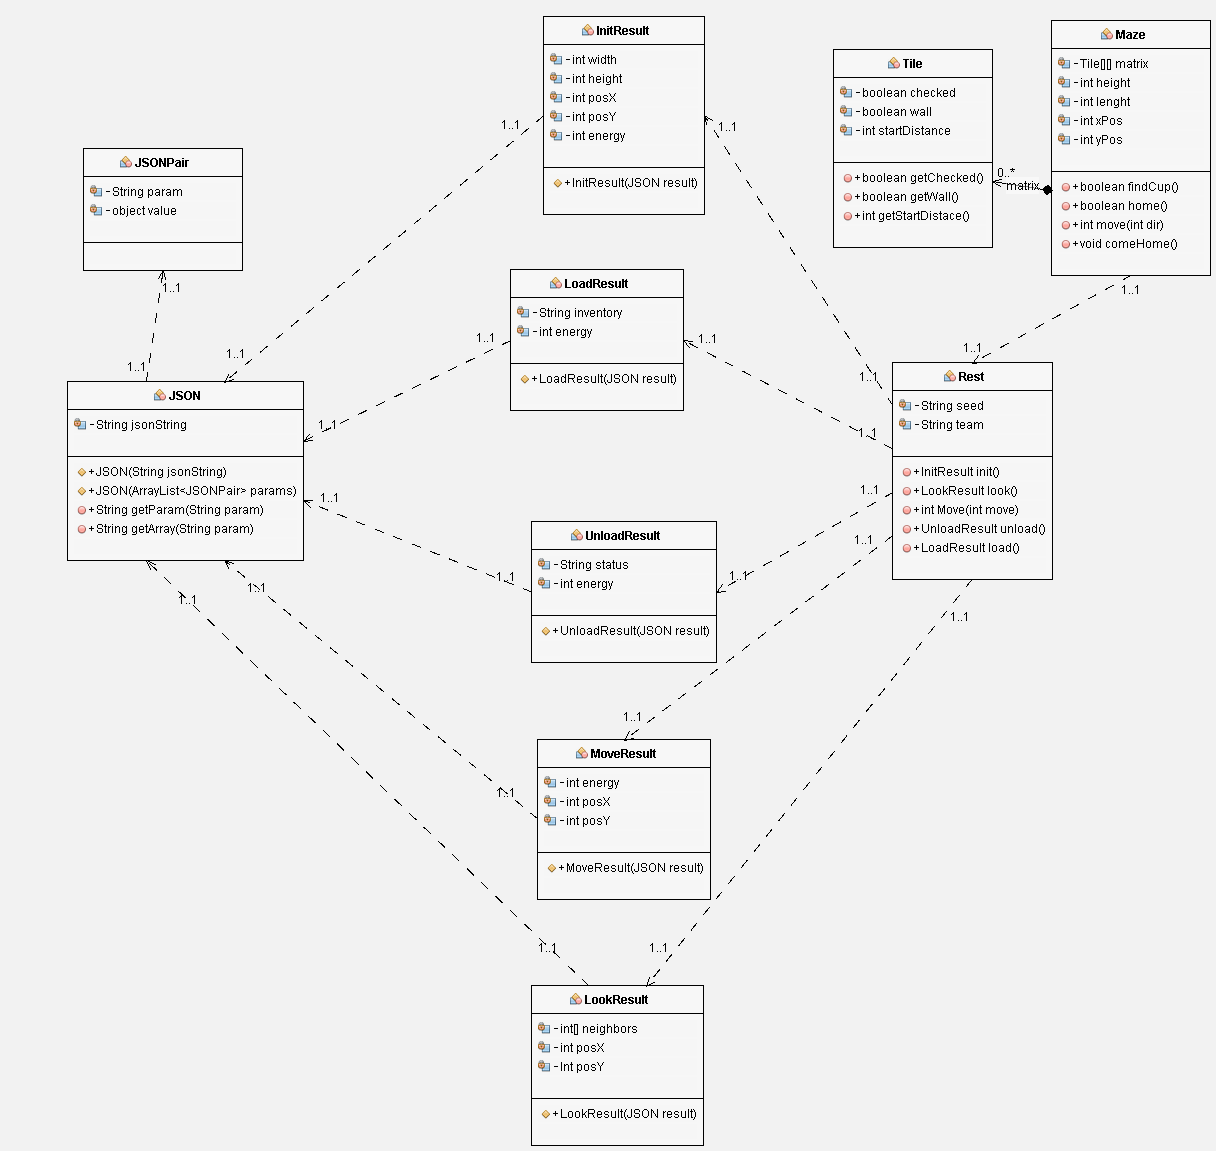 InitResult
- int width
- int height
- int posX
- int posY
- int energy
+ InitResult(JSON result)
Tile
- boolean checked
- boolean wall
- int startDistance
+ boolean getChecked()
+ boolean getWall()
+ int getStartDistace()
Maze
- Tile[][] matrix
- int height
- int lenght
- int xPos
- int yPos
+ boolean findCup()
+ boolean home()
+ int move(int dir)
+ void comeHome()
0..*
matrix
1..1
1..1
1..1
1..1
JSONPair
- String param
- object value
1..1
1..1
1..1
LoadResult
- String inventory
- int energy
+ LoadResult(JSON result)
1..1
1..1
1..1
1..1
1..1
JSON
- String jsonString
+ JSON(String jsonString)
+ JSON(ArrayList<JSONPair> params)
+ String getParam(String param)
+ String getArray(String param)
Rest
- String seed
- String team
+ InitResult init()
+ LookResult look()
+ int Move(int move)
+ UnloadResult unload()
+ LoadResult load()
1..1
1..1
1..1
UnloadResult
- String status
- int energy
+ UnloadResult(JSON result)
1..1
1..1
1..1
1..1
1..1
1..1
1..1
MoveResult
- int energy
- int posX
- int posY
+ MoveResult(JSON result)
1..1
1..1
1..1
LookResult
- int[] neighbors
- int posX
- Int posY
+ LookResult(JSON result)